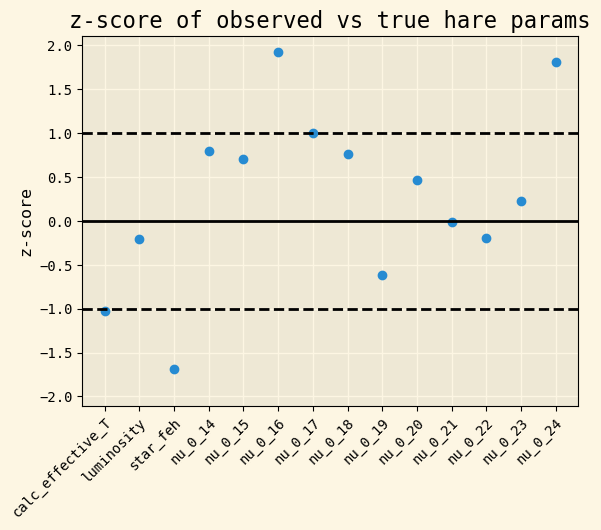 z-score of observed vs true hare params
z-score
2.0
1.5
1.0
0.5
0.0
−0.5
−1.0
−1.5
−2.0
calc_effective_T
luminosity
star_feh
nu_0_14
nu_0_15
nu_0_16
nu_0_17
nu_0_18
nu_0_19
nu_0_20
nu_0_21
nu_0_22
nu_0_23
nu_0_24